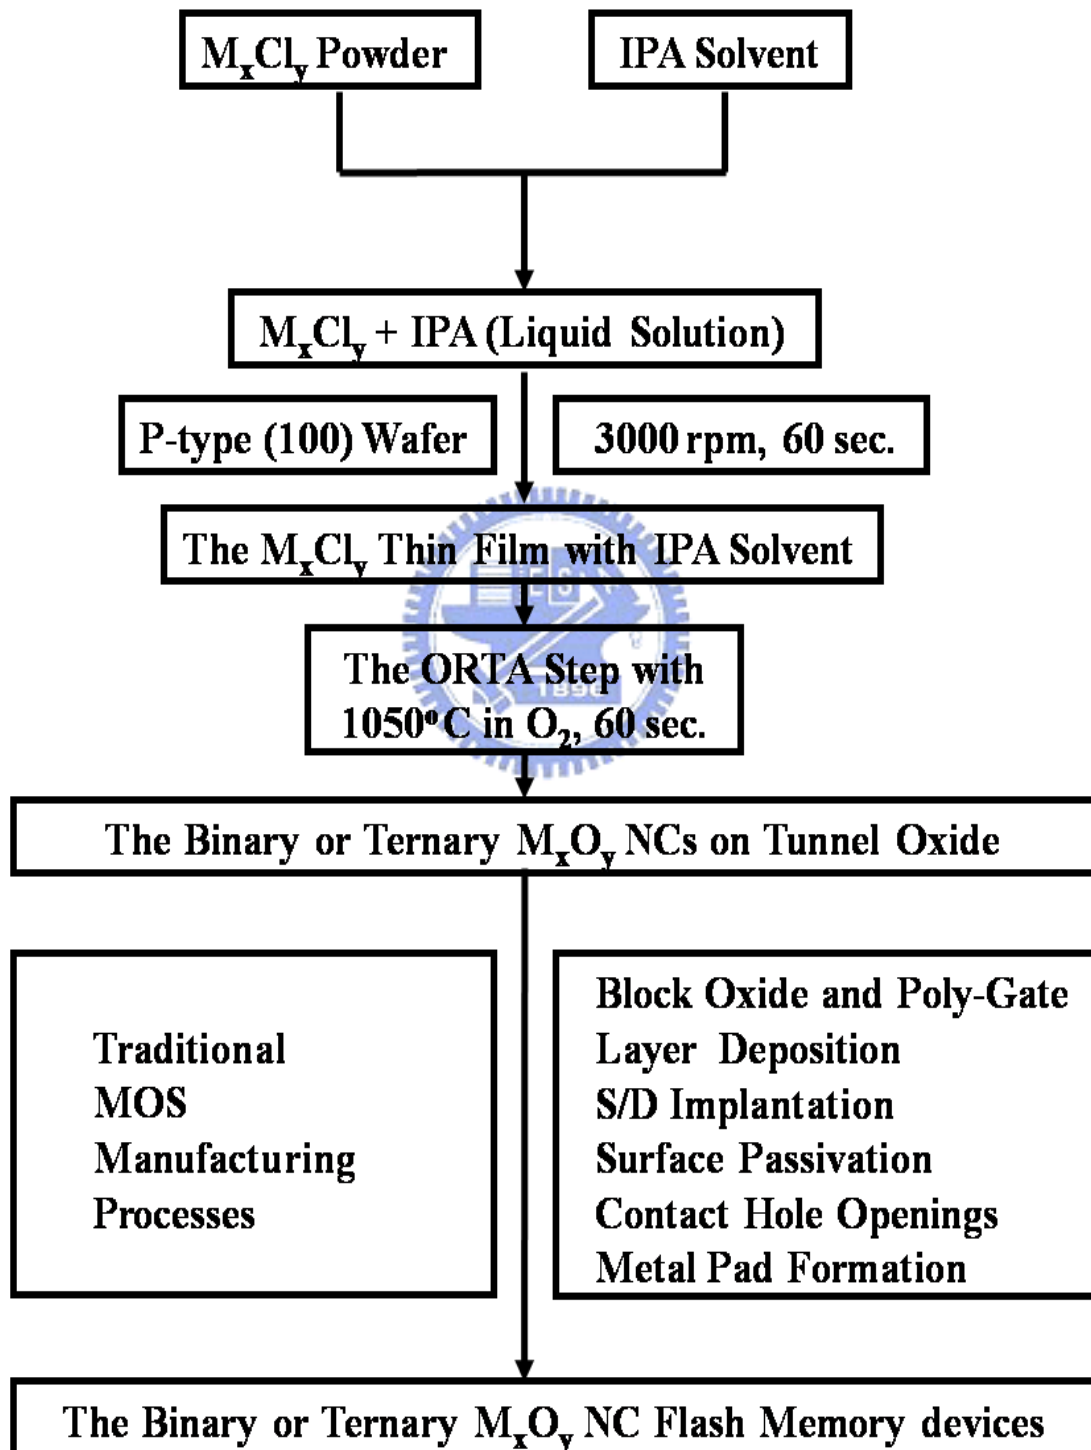 MxCly Powder
IPA Solvent
MxCly + IPA (Liquid Solution)
P-type (100) Wafer
3000 rpm, 60 sec.
The MxCly Thin Film with IPA Solvent
ES
The ORTA Step with
1896
1050°C in O2, 60 sec.
The Binary or Ternary MxOy NCs on Tunnel Oxide
Traditional
MOS
Manufacturing
Processes
Block Oxide and Poly-Gate
Layer Deposition
S/D Implantation
Surface Passivation
Contact Hole Openings
Metal Pad Formation
The Binary or Ternary MxOy NC Flash Memory devices